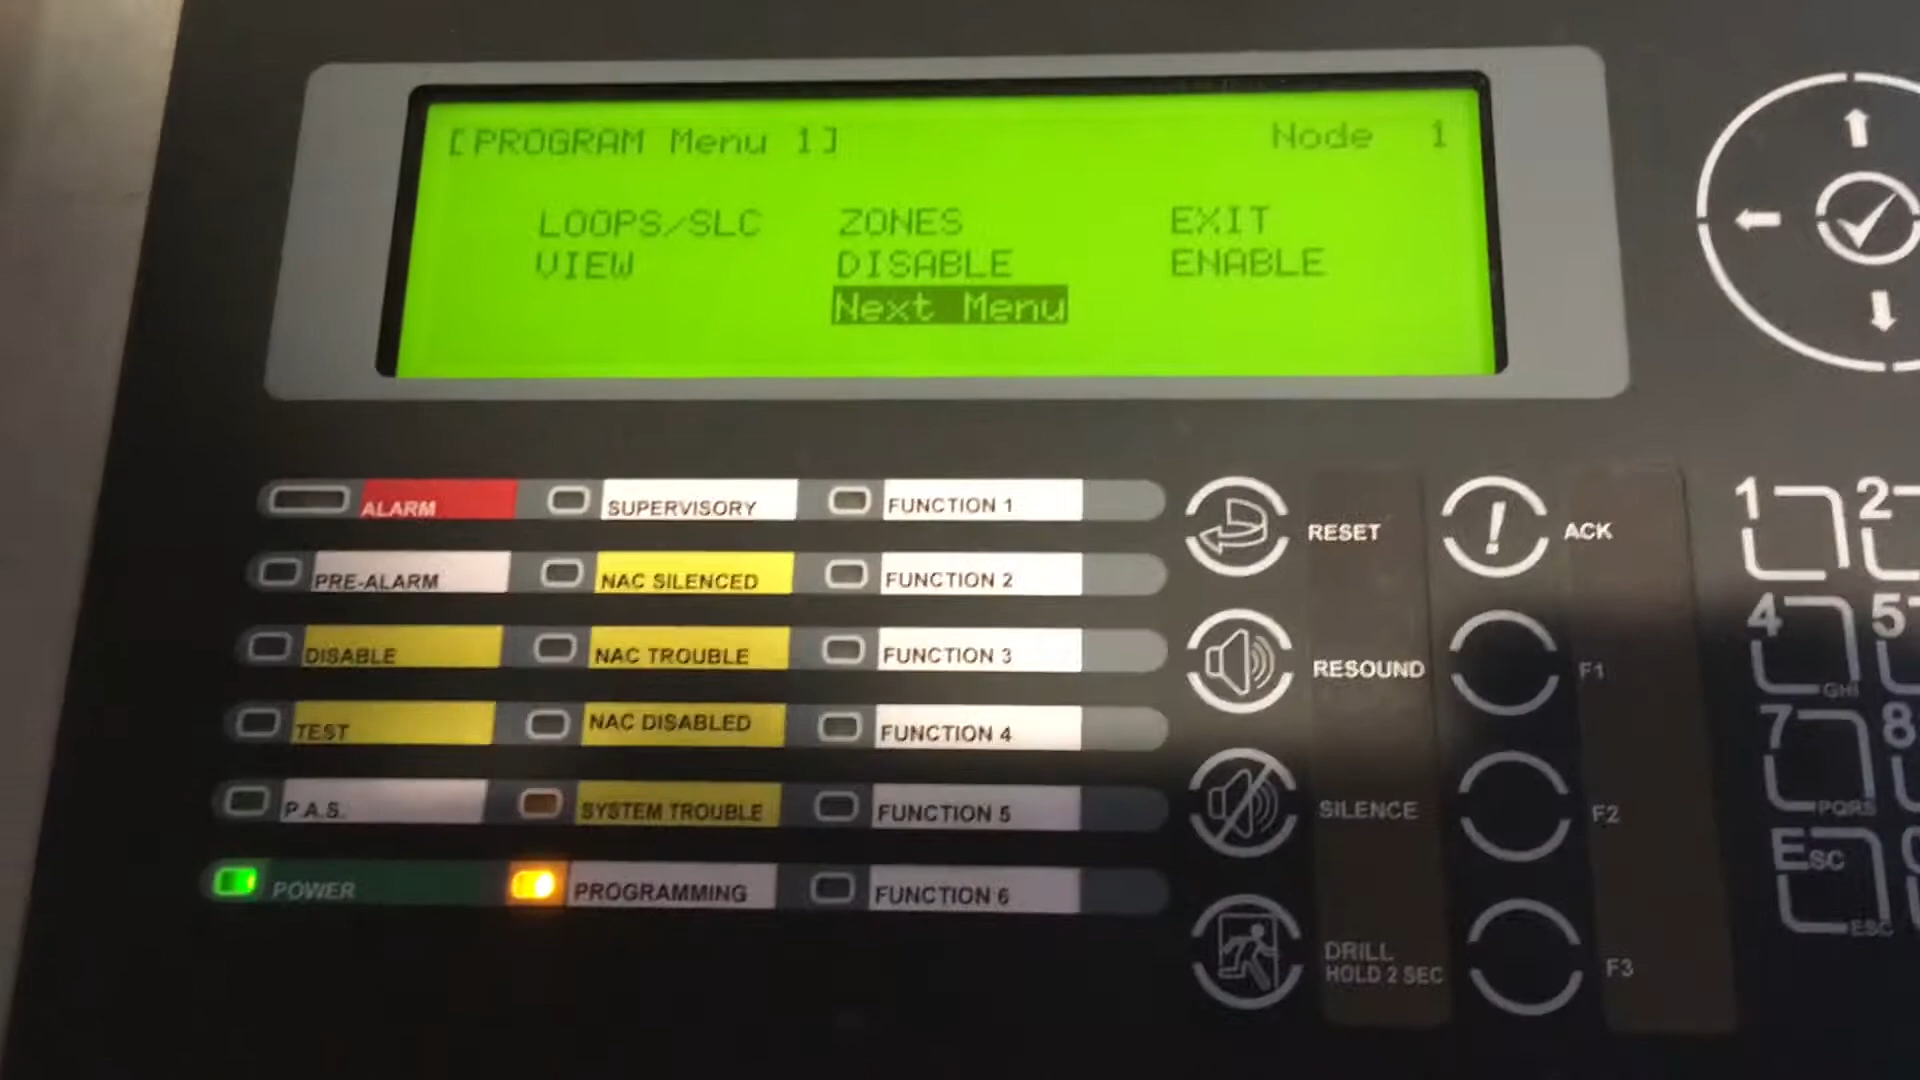 [PROGRAM Menu 1] Node 1
LOOPS/SLC ZONES EXIT
VIEW DISABLE ENABLE
Next Menu
ALARM SUPERVISORY FUNCTION 1
PRE-ALARM NAC SILENCED FUNCTION 2
DISABLE NAC TROUBLE FUNCTION 3
TEST NAC DISABLED FUNCTION 4
P.A.S. SYSTEM TROUBLE FUNCTION 5
POWER PROGRAMMING FUNCTION 6
RESET ! ACK
RESOUND F1
SILENCE F2
DRILL
HOLD 2 SEC F3
1 2
4 GHI 5
7 PQRS 8
ESC ESC